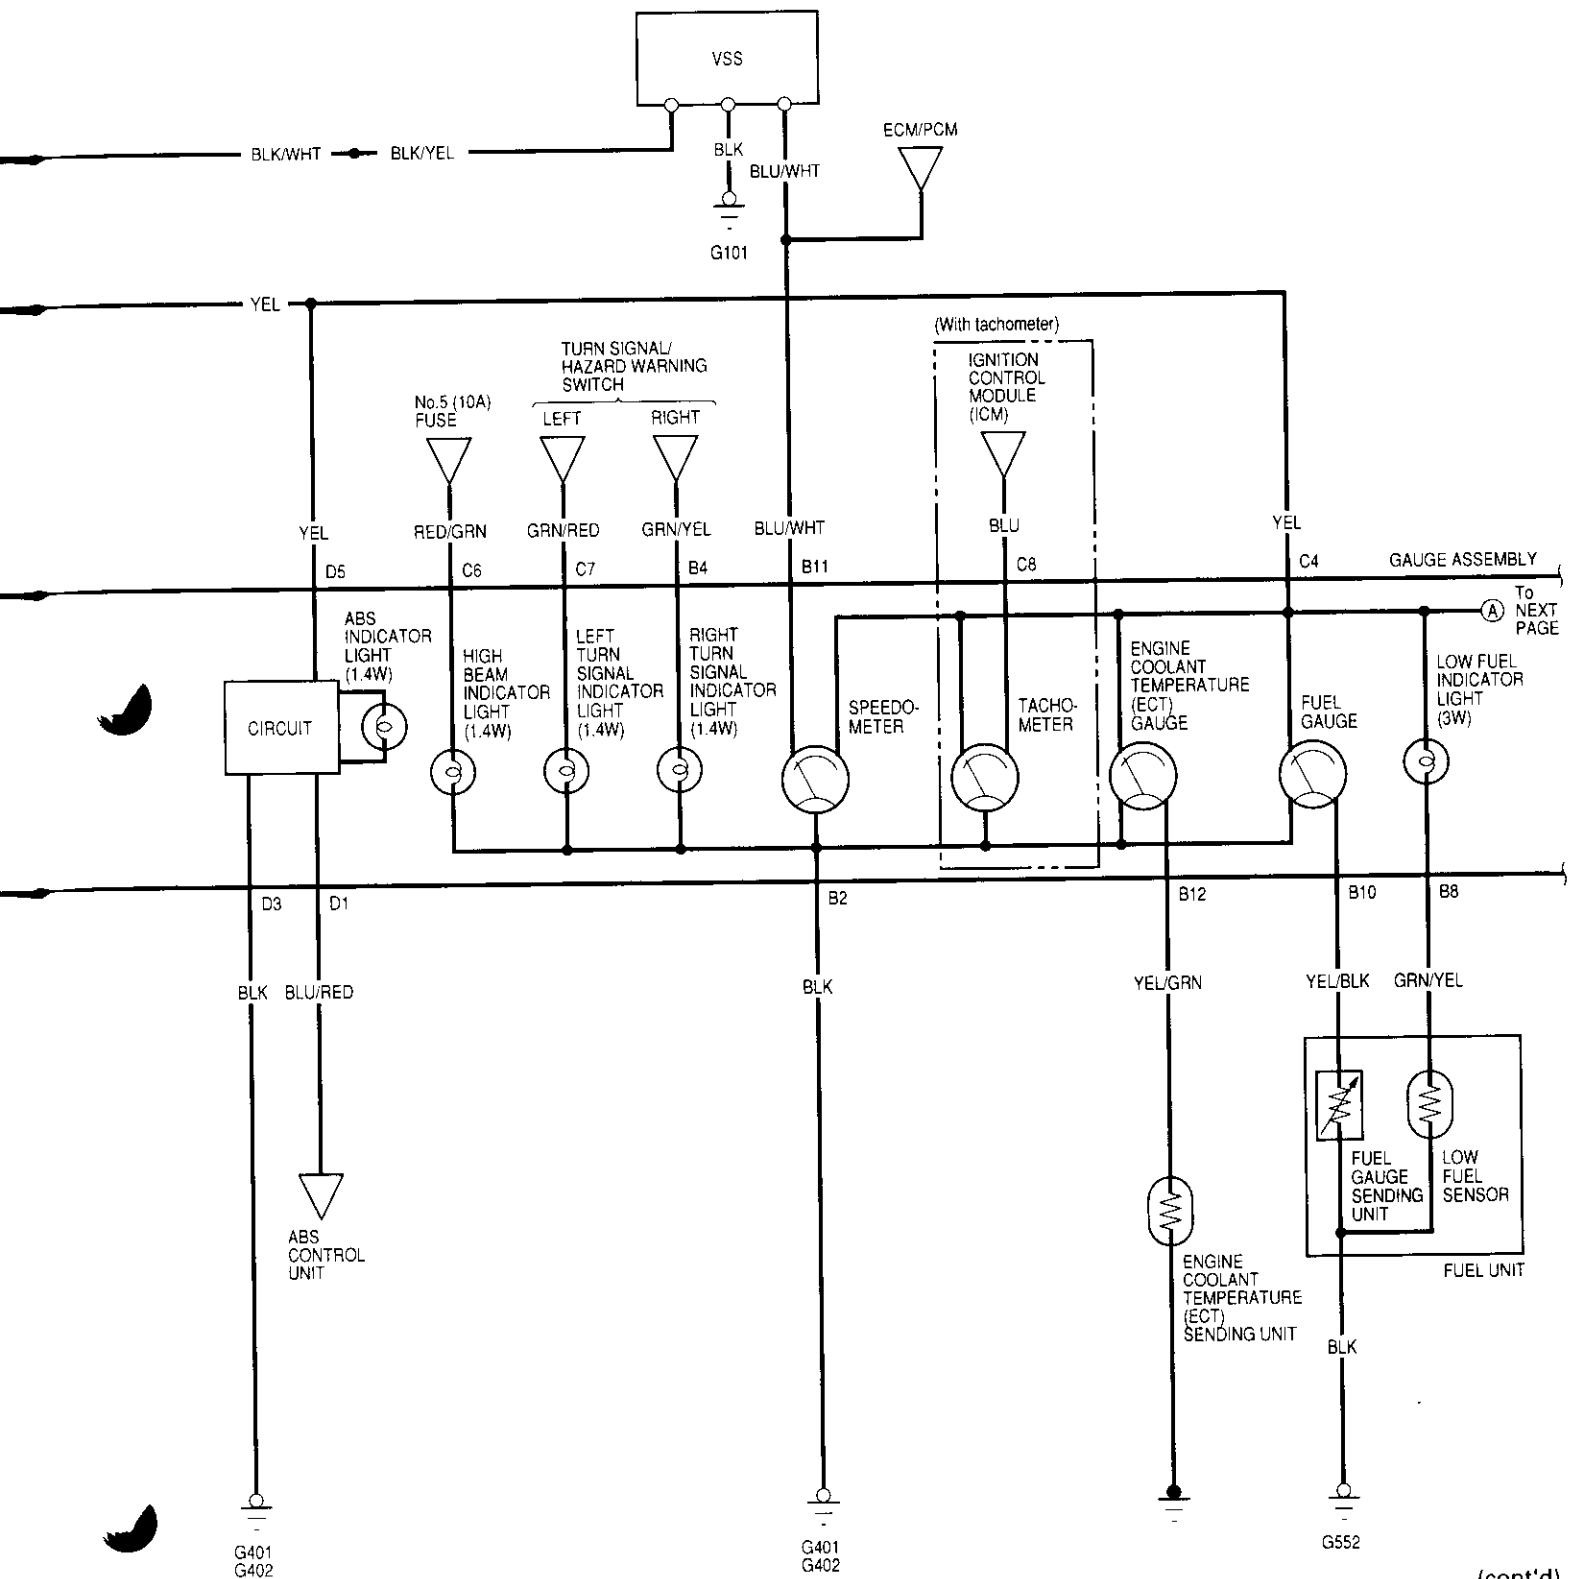 VSS
ECM/PCM
BLK/WHT
BLK/YEL
BLK
BLU/WHT
G101
YEL
(With tachometer)
TURN SIGNAL/
HAZARD WARNING
SWITCH
IGNITION
CONTROL
MODULE
(ICM)
No.5 (10A)
FUSE
LEFT
RIGHT
YEL
RED/GRN
GRN/RED
GRN/YEL
BLU/WHT
BLU
YEL
D5
C6
C7
B4
B11
C8
C4
GAUGE ASSEMBLY
A
To
NEXT
PAGE
ABS
INDICATOR
LIGHT
(1.4W)
HIGH
BEAM
INDICATOR
LIGHT
(1.4W)
LEFT
TURN
SIGNAL
INDICATOR
LIGHT
(1.4W)
RIGHT
TURN
SIGNAL
INDICATOR
LIGHT
(1.4W)
SPEEDO-
METER
TACHO-
METER
ENGINE
COOLANT
TEMPERATURE
(ECT)
GAUGE
FUEL
GAUGE
LOW FUEL
INDICATOR
LIGHT
(3W)
CIRCUIT
D3
D1
B2
B12
B10
B8
BLK
BLU/RED
BLK
YEL/GRN
YEL/BLK
GRN/YEL
FUEL
GAUGE
SENDING
UNIT
LOW
FUEL
SENSOR
FUEL UNIT
ABS
CONTROL
UNIT
ENGINE
COOLANT
TEMPERATURE
(ECT)
SENDING UNIT
BLK
G401
G402
G401
G402
G552
(cont'd)